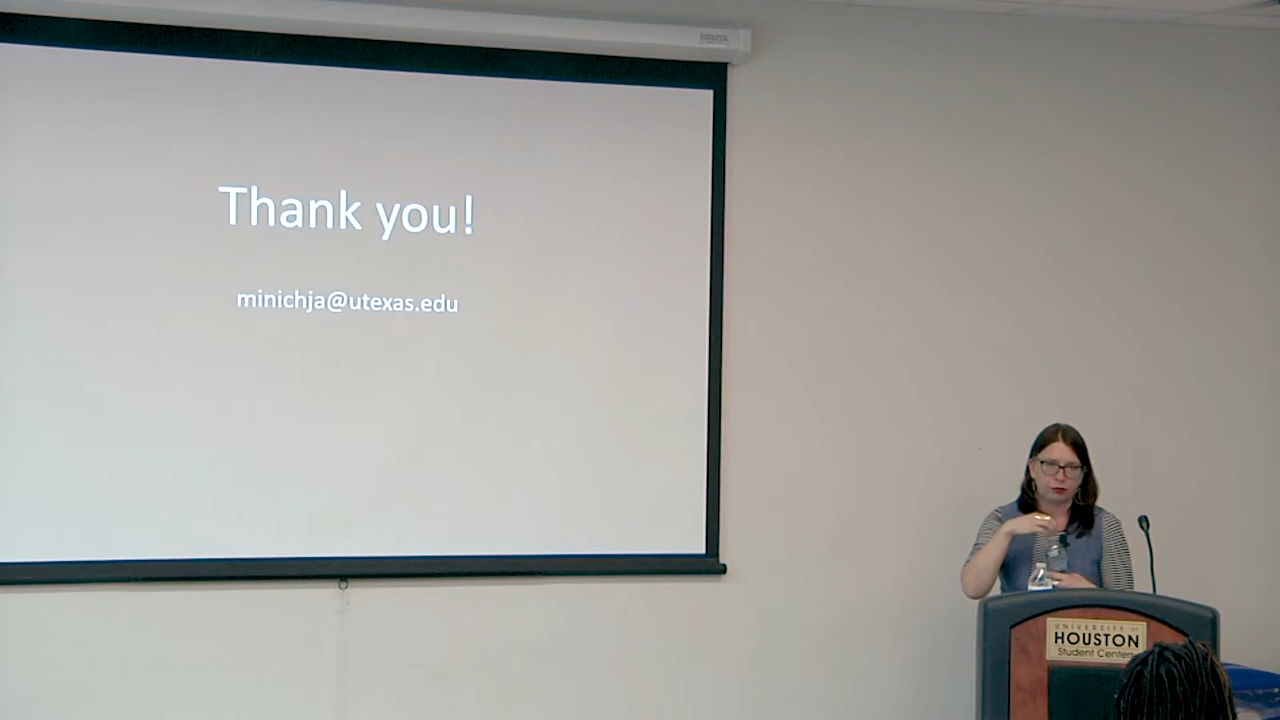 Thank you!
minichja@utexas.edu
UNIVERSITY of
HOUSTON
Student Center